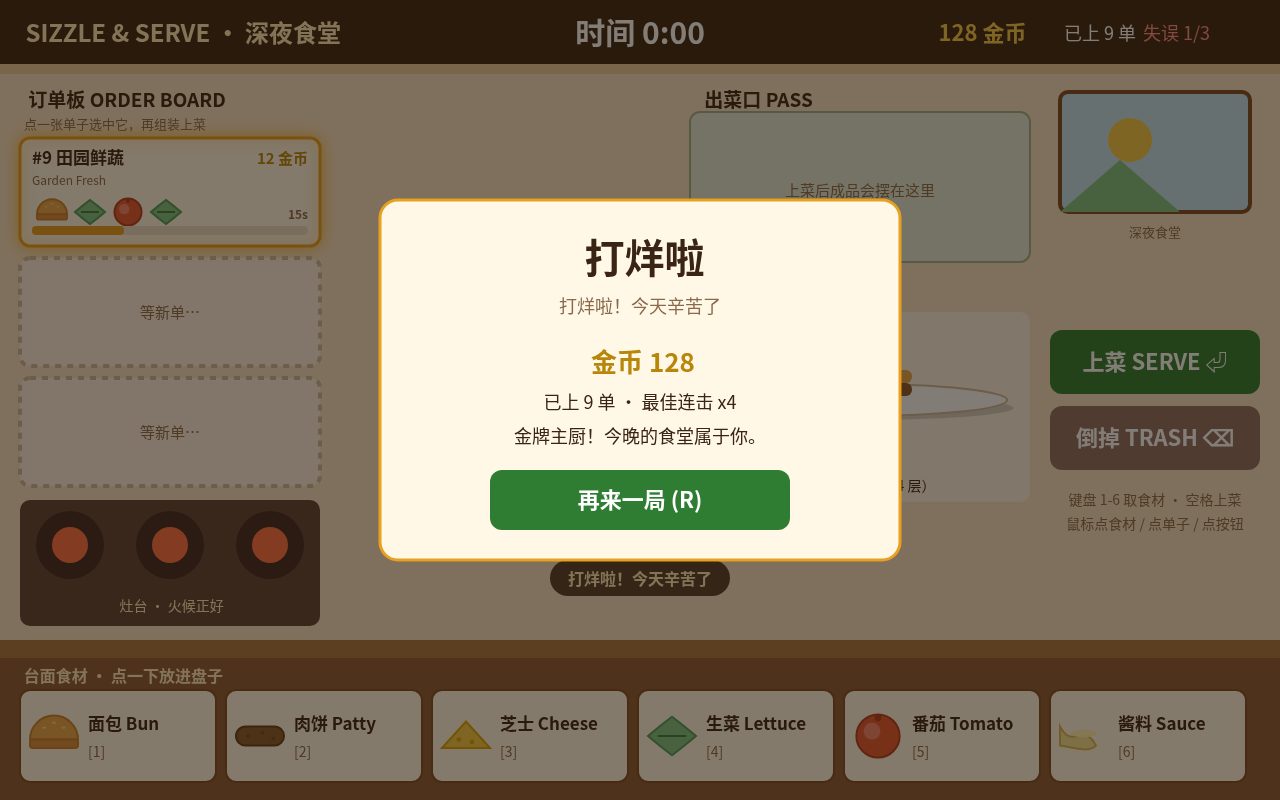 SIZZLE & SERVE · 深夜食堂
时间 0:00
128 金币
已上 9 单 失误 1/3
订单板 ORDER BOARD
点一张单子选中它，再组装上菜
#9 田园鲜蔬
12 金币
Garden Fresh
15s
等新单…
等新单…
灶台 · 火候正好
出菜口 PASS
上菜后成品会摆在这里
深夜食堂
打烊啦
打烊啦！今天辛苦了
金币 128
已上 9 单 · 最佳连击 x4
金牌主厨！今晚的食堂属于你。
再来一局 (R)
层）
打烊啦！今天辛苦了
上菜 SERVE ⏎
倒掉 TRASH ⌫
键盘 1-6 取食材 · 空格上菜
鼠标点食材 / 点单子 / 点按钮
台面食材 · 点一下放进盘子
面包 Bun
[1]
肉饼 Patty
[2]
芝士 Cheese
[3]
生菜 Lettuce
[4]
番茄 Tomato
[5]
酱料 Sauce
[6]